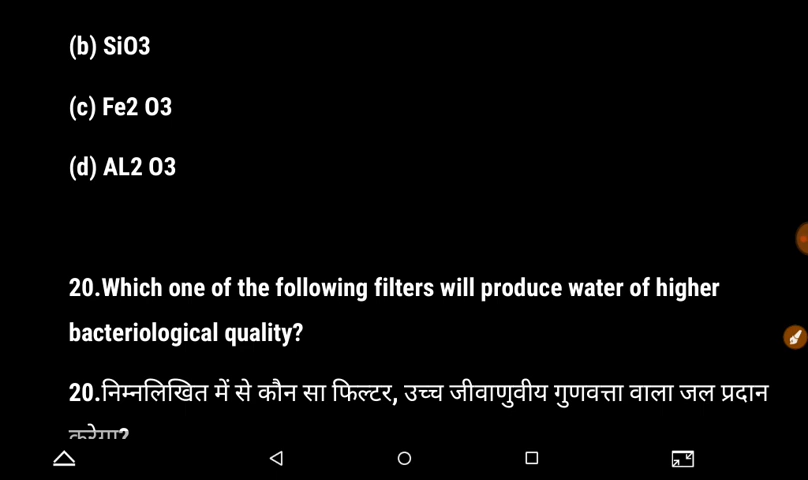 (b) SiO3
(c) Fe2 O3
(d) AL2 O3
20.Which one of the following filters will produce water of higher
bacteriological quality?
20.निम्नलिखित में से कौन सा फिल्टर, उच्च जीवाणुवीय गुणवत्ता वाला जल प्रदान
करेगा?